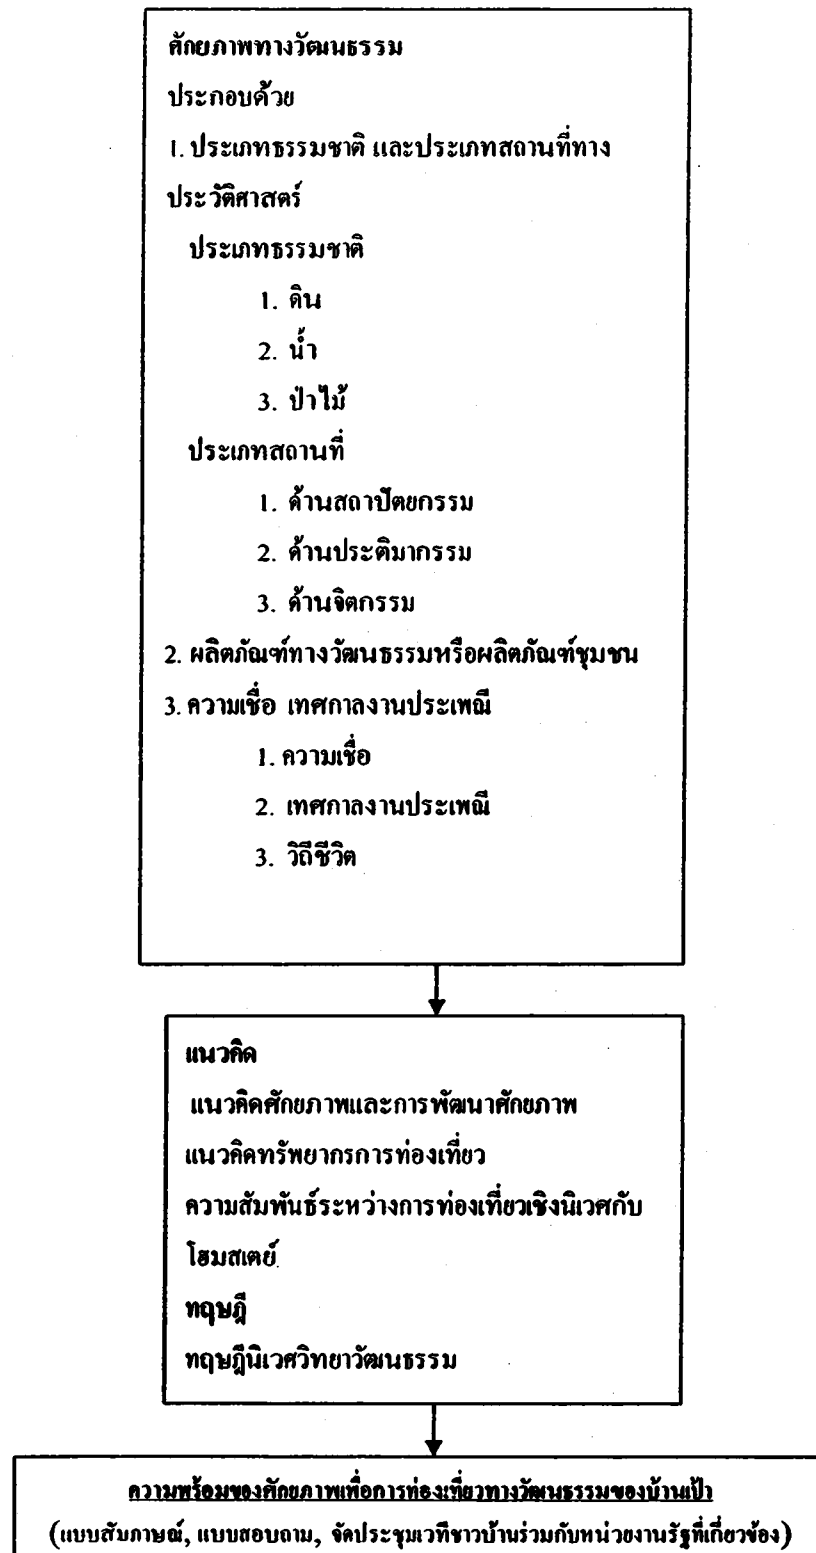 ศักยภาพทางวัฒนธรรม
ประกอบด้วย
1. ประเภทธรรมชาติ และประเภทสถานที่ทาง
ประวัติศาสตร์
ประเภทธรรมชาติ
1. ดิน
2. น้ำ
3. ป่าไม้
ประเภทสถานที่
1. ด้านสถาปัตยกรรม
2. ด้านประติมากรรม
3. ด้านจิตกรรม
2. ผลิตภัณฑ์ทางวัฒนธรรมหรือผลิตภัณฑ์ชุมชน
3. ความเชื่อ เทศกาลงานประเพณี
1. ความเชื่อ
2. เทศกาลงานประเพณี
3. วิถีชีวิต
แนวคิด
แนวคิดศักยภาพและการพัฒนาศักยภาพ
แนวคิดทรัพยากรการท่องเที่ยว
ความสัมพันธ์ระหว่างการท่องเที่ยวเชิงนิเวศกับ
โฮมสเตย์
ทฤษฎี
ทฤษฎีนิเวศวิทยาวัฒนธรรม
ความพร้อมของศักยภาพเพื่อการท่องเที่ยวทางวัฒนธรรมของบ้านเป้า
(แบบสัมภาษณ์, แบบสอบถาม, จัดประชุมเวทีชาวบ้านร่วมกับหน่วยงานรัฐที่เกี่ยวข้อง)